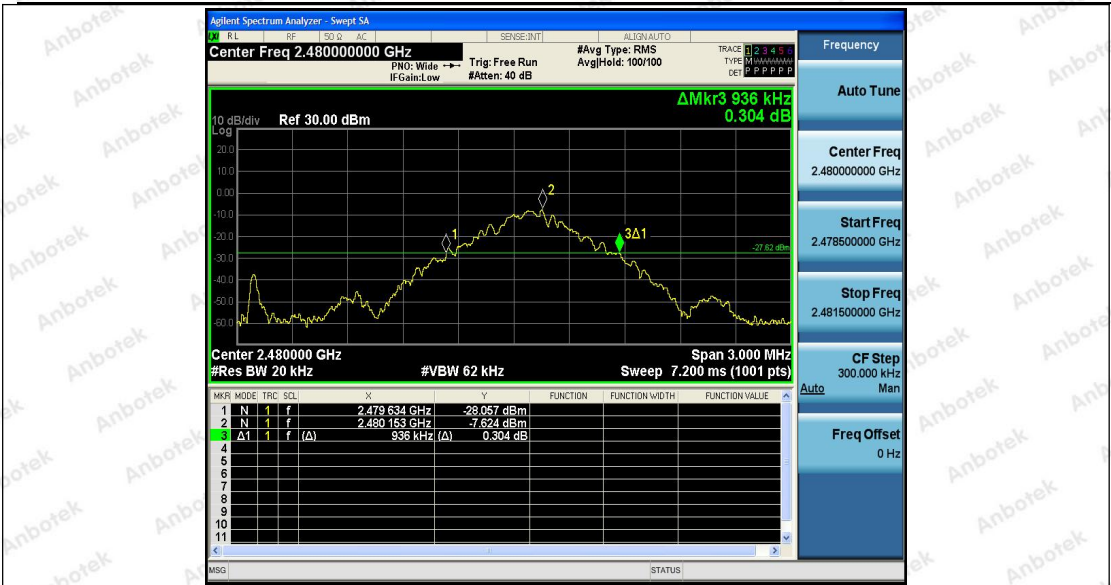 Agilent Spectrum Analyzer - Swept SA
LXI RL RF 50 Ω AC SENSE:INT ALIGNAUTO
Center Freq 2.480000000 GHz
PNO: Wide
IFGain:Low
Trig: Free Run
#Atten: 40 dB
#Avg Type: RMS
Avg|Hold: 100/100
TRACE 1 2 3 4 5 6
TYPE M
DET P P P P P P
ΔMkr3 936 kHz
0.304 dB
10 dB/div Ref 30.00 dBm
Log
20.0
10.0
0.00
-10.0
-20.0
-30.0
-40.0
-50.0
-60.0
1
2
3Δ1
-27.62 dBm
Center 2.480000 GHz Span 3.000 MHz
#Res BW 20 kHz #VBW 62 kHz Sweep 7.200 ms (1001 pts)
MKR MODE TRC SCL X Y FUNCTION FUNCTION WIDTH FUNCTION VALUE
1 N 1 f 2.479 634 GHz -28.057 dBm
2 N 1 f 2.480 153 GHz -7.624 dBm
3 Δ1 1 f (Δ) 936 kHz (Δ) 0.304 dB
4
5
6
7
8
9
10
11
MSG STATUS
Frequency
Auto Tune
Center Freq
2.480000000 GHz
Start Freq
2.478500000 GHz
Stop Freq
2.481500000 GHz
CF Step
300.000 kHz
Auto Man
Freq Offset
0 Hz
Anbotek